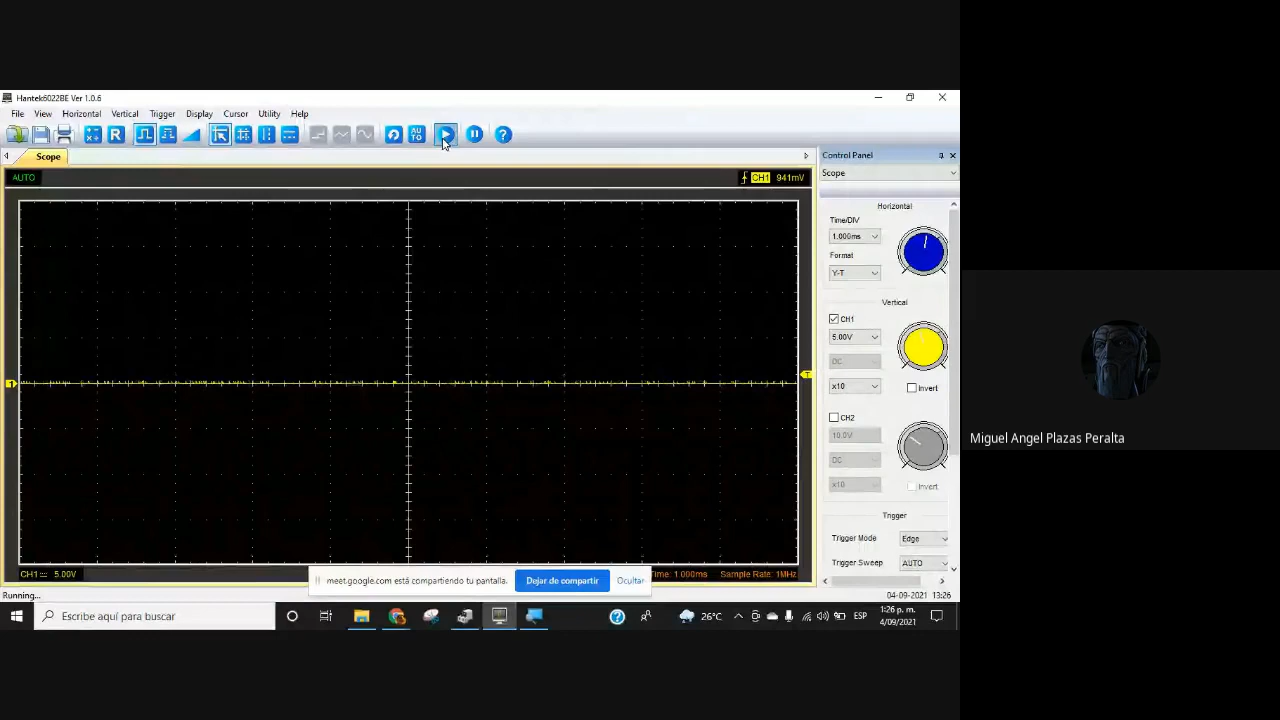 Hantek6022BE Ver 1.0.6
File View Horizontal Vertical Trigger Display Cursor Utility Help
R AUTO ?
Scope
AUTO
CH1 941mV
1
T
CH1 5.00V
Time: 1.000ms Sample Rate: 1MHz
Control Panel
Scope
Horizontal
Time/DIV
1.000ms
Format
Y-T
Vertical
CH1
5.00V
DC
x10
Invert
CH2
10.0V
DC
x10
Invert
Trigger
Trigger Mode Edge
Trigger Sweep AUTO
meet.google.com está compartiendo tu pantalla. Dejar de compartir Ocultar
Running...
04-09-2021 13:26
Escribe aquí para buscar
26°C
ESP
1:26 p. m.
4/09/2021
Miguel Angel Plazas Peralta